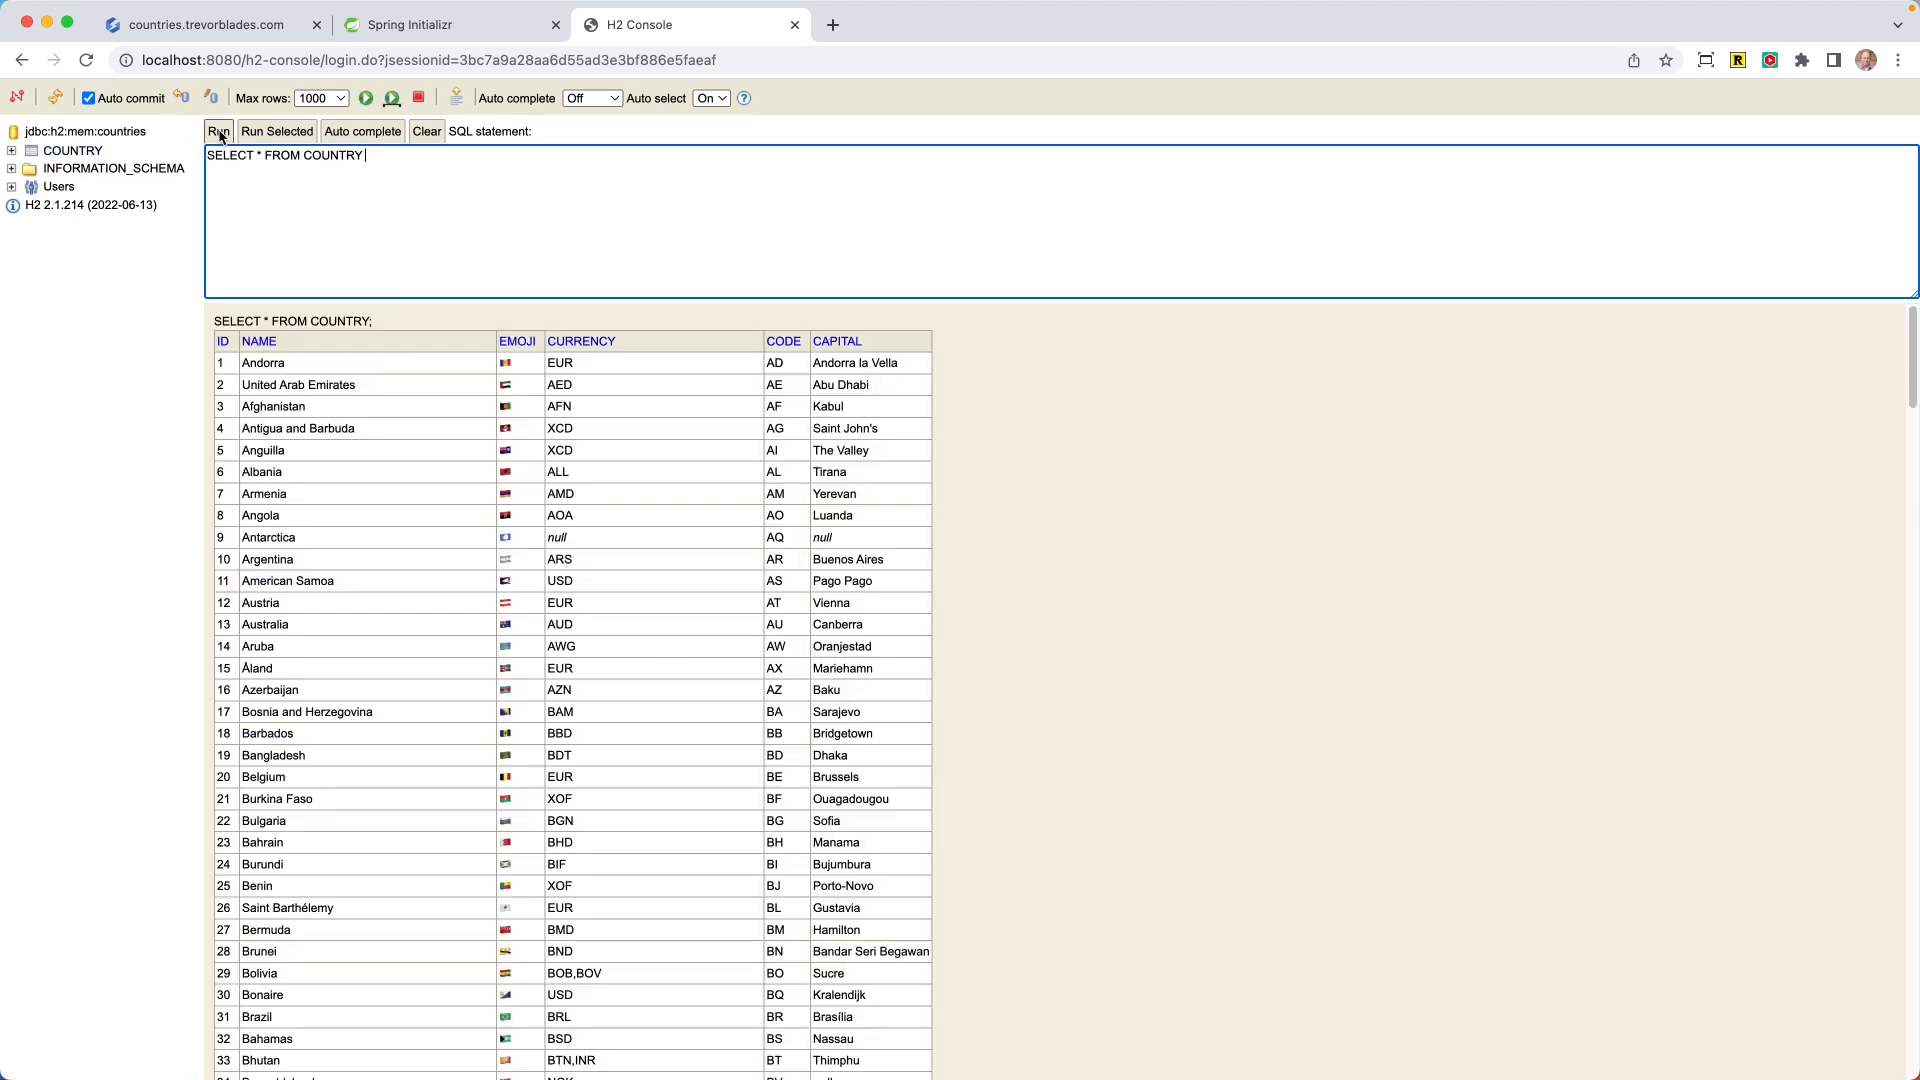 countries.trevorblades.com
Spring Initializr
H2 Console
localhost:8080/h2-console/login.do?jsessionid=3bc7a9a28aa6d55ad3e3bf886e5faeaf
R
Auto commit Max rows: 1000 Auto complete Off Auto select On
jdbc:h2:mem:countries
COUNTRY
INFORMATION_SCHEMA
Users
H2 2.1.214 (2022-06-13)
Run Run Selected Auto complete Clear SQL statement:
SELECT * FROM COUNTRY
SELECT * FROM COUNTRY;
ID NAME EMOJI CURRENCY CODE CAPITAL
1 Andorra EUR AD Andorra la Vella
2 United Arab Emirates AED AE Abu Dhabi
3 Afghanistan AFN AF Kabul
4 Antigua and Barbuda XCD AG Saint John's
5 Anguilla XCD AI The Valley
6 Albania ALL AL Tirana
7 Armenia AMD AM Yerevan
8 Angola AOA AO Luanda
9 Antarctica null AQ null
10 Argentina ARS AR Buenos Aires
11 American Samoa USD AS Pago Pago
12 Austria EUR AT Vienna
13 Australia AUD AU Canberra
14 Aruba AWG AW Oranjestad
15 Åland EUR AX Mariehamn
16 Azerbaijan AZN AZ Baku
17 Bosnia and Herzegovina BAM BA Sarajevo
18 Barbados BBD BB Bridgetown
19 Bangladesh BDT BD Dhaka
20 Belgium EUR BE Brussels
21 Burkina Faso XOF BF Ouagadougou
22 Bulgaria BGN BG Sofia
23 Bahrain BHD BH Manama
24 Burundi BIF BI Bujumbura
25 Benin XOF BJ Porto-Novo
26 Saint Barthélemy EUR BL Gustavia
27 Bermuda BMD BM Hamilton
28 Brunei BND BN Bandar Seri Begawan
29 Bolivia BOB,BOV BO Sucre
30 Bonaire USD BQ Kralendijk
31 Brazil BRL BR Brasília
32 Bahamas BSD BS Nassau
33 Bhutan BTN,INR BT Thimphu